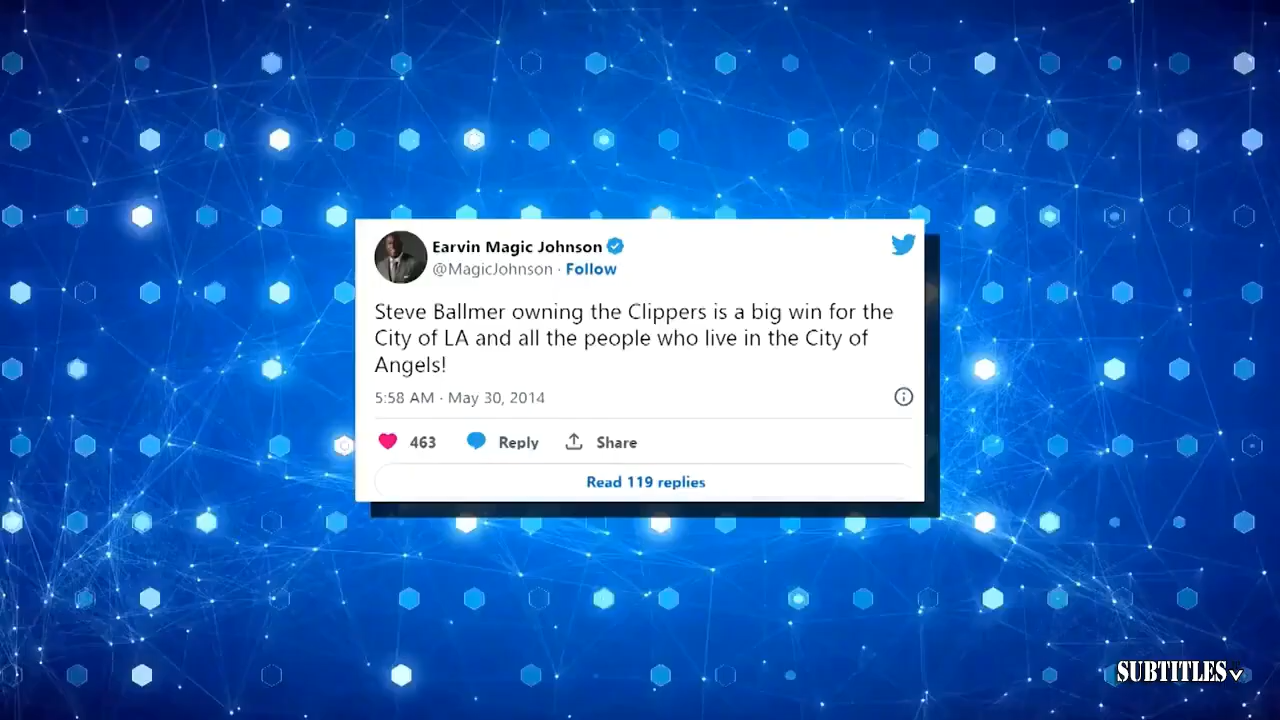 Earvin Magic Johnson
@MagicJohnson · Follow
Steve Ballmer owning the Clippers is a big win for the
City of LA and all the people who live in the City of
Angels!
5:58 AM · May 30, 2014
463 Reply Share
Read 119 replies
SUBTITLES